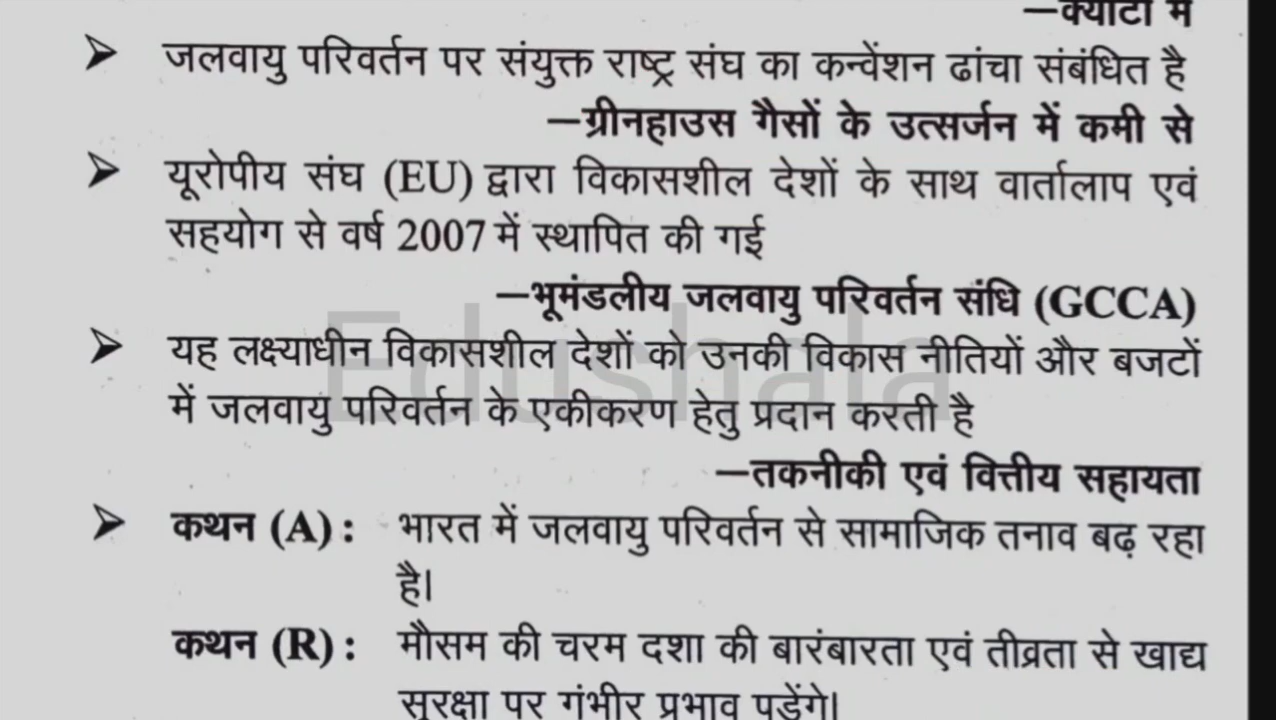 —क्योटो में
➤ जलवायु परिवर्तन पर संयुक्त राष्ट्र संघ का कन्वेंशन ढांचा संबंधित है
—ग्रीनहाउस गैसों के उत्सर्जन में कमी से
➤ यूरोपीय संघ (EU) द्वारा विकासशील देशों के साथ वार्तालाप एवं
सहयोग से वर्ष 2007 में स्थापित की गई
—भूमंडलीय जलवायु परिवर्तन संधि (GCCA)
➤ यह लक्ष्याधीन विकासशील देशों को उनकी विकास नीतियों और बजटों
Edushala
में जलवायु परिवर्तन के एकीकरण हेतु प्रदान करती है
—तकनीकी एवं वित्तीय सहायता
➤ कथन (A) : भारत में जलवायु परिवर्तन से सामाजिक तनाव बढ़ रहा
है।
कथन (R) : मौसम की चरम दशा की बारंबारता एवं तीव्रता से खाद्य
सुरक्षा पर गंभीर प्रभाव पड़ेंगे।